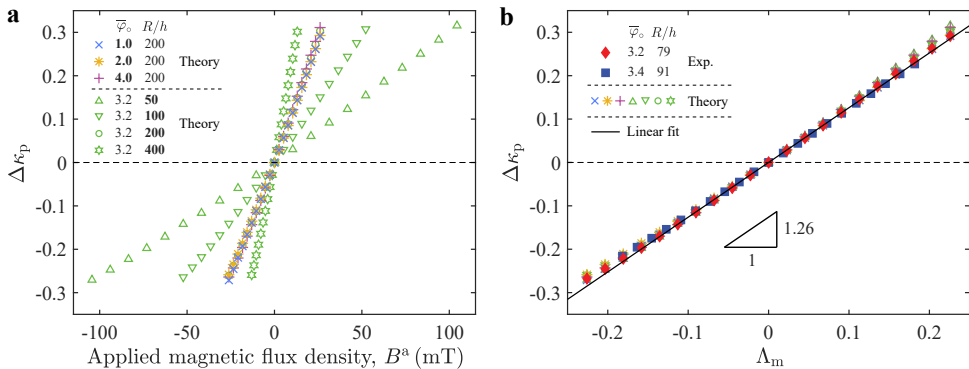 a
φ̄ₒ R/h
1.0 200
2.0 200 Theory
4.0 200
3.2 50
3.2 100 Theory
3.2 200
3.2 400
0.3
0.2
0.1
0
-0.1
-0.2
-0.3
Δκₚ
-100 -50 0 50 100
Applied magnetic flux density, Bᵃ (mT)
b
φ̄ₒ R/h
3.2 79
3.4 91 Exp.
Theory
Linear fit
0.3
0.2
0.1
0
-0.1
-0.2
-0.3
Δκₚ
1.26
1
-0.2 -0.1 0 0.1 0.2
Λₘ